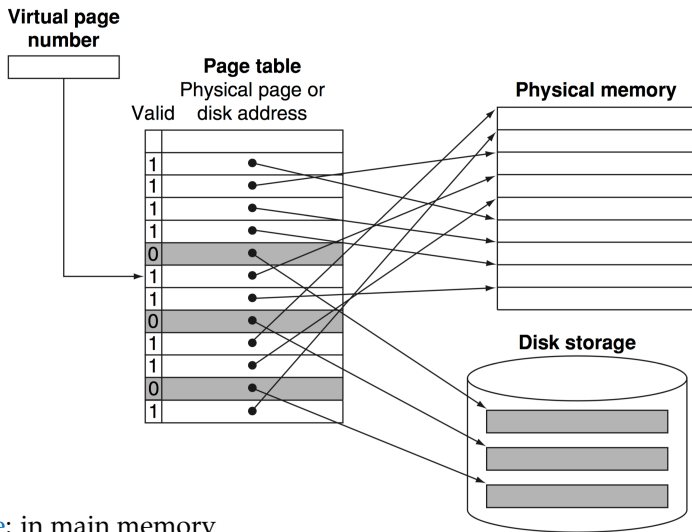 Virtual page
number
Page table
Physical page or
Valid disk address
Physical memory
1
1
1
1
0
1
1
0
1
1
0
1
Disk storage
: in main memory